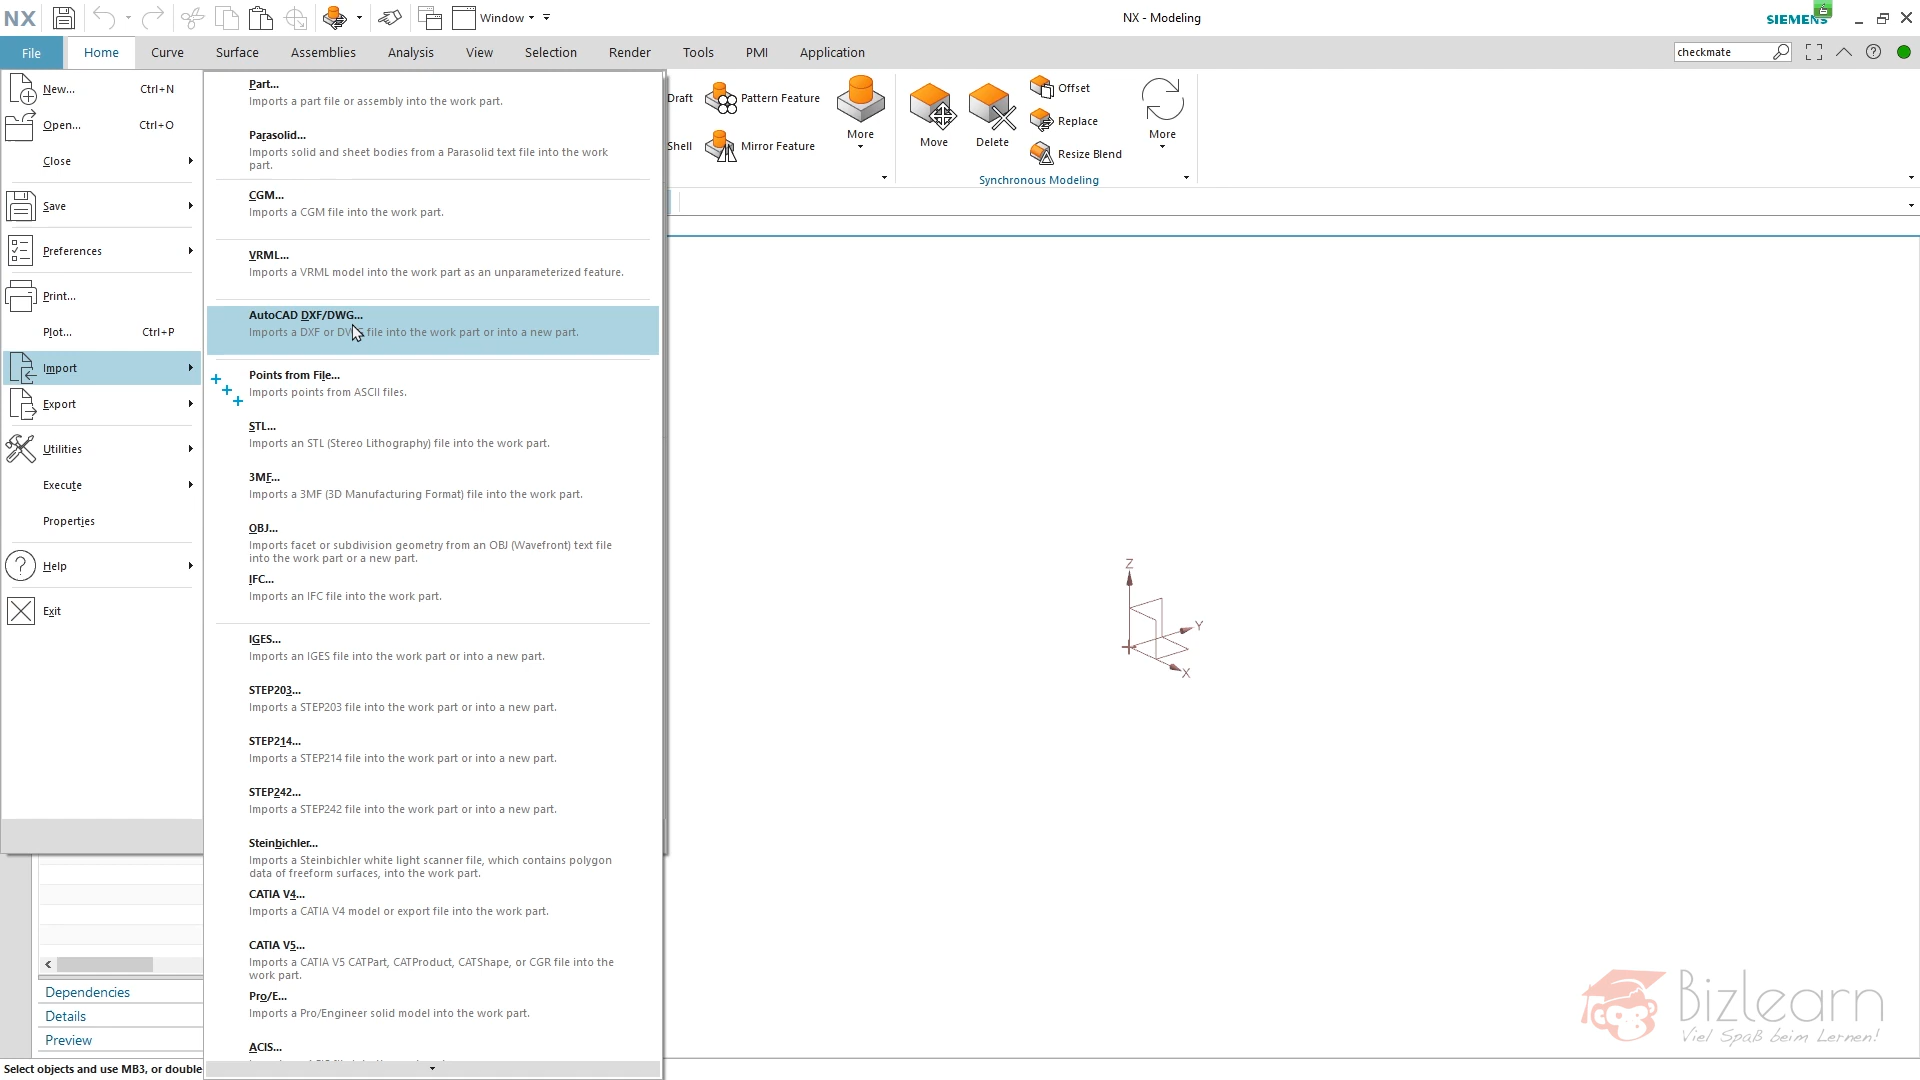 NX
Window
NX - Modeling
SIEMENS
File
Home
Curve
Surface
Assemblies
Analysis
View
Selection
Render
Tools
PMI
Application
checkmate
New...
Ctrl+N
Open...
Ctrl+O
Close
Save
Preferences
Print...
Plot...
Ctrl+P
Import
Export
Utilities
Execute
Properties
Help
Exit
Part...
Imports a part file or assembly into the work part.
Parasolid...
Imports solid and sheet bodies from a Parasolid text file into the work
part.
CGM...
Imports a CGM file into the work part.
VRML...
Imports a VRML model into the work part as an unparameterized feature.
AutoCAD DXF/DWG...
Imports a DXF or DWG file into the work part or into a new part.
Points from File...
Imports points from ASCII files.
STL...
Imports an STL (Stereo Lithography) file into the work part.
3MF...
Imports a 3MF (3D Manufacturing Format) file into the work part.
OBJ...
Imports facet or subdivision geometry from an OBJ (Wavefront) text file
into the work part or a new part.
IFC...
Imports an IFC file into the work part.
IGES...
Imports an IGES file into the work part or into a new part.
STEP203...
Imports a STEP203 file into the work part or into a new part.
STEP214...
Imports a STEP214 file into the work part or into a new part.
STEP242...
Imports a STEP242 file into the work part or into a new part.
Steinbichler...
Imports a Steinbichler white light scanner file, which contains polygon
data of freeform surfaces, into the work part.
CATIA V4...
Imports a CATIA V4 model or export file into the work part.
CATIA V5...
Imports a CATIA V5 CATPart, CATProduct, CATShape, or CGR file into the
work part.
Pro/E...
Imports a Pro/Engineer solid model into the work part.
ACIS...
Draft
Pattern Feature
Shell
Mirror Feature
More
Move
Delete
Offset
Replace
Resize Blend
More
Synchronous Modeling
Z
Y
X
Dependencies
Details
Preview
Select objects and use MB3, or double
Bizlearn
Viel Spaß beim Lernen!